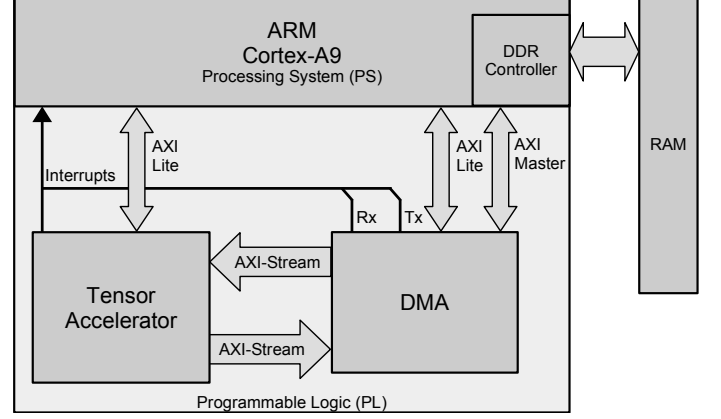 ARM
Cortex-A9
Processing System (PS)
DDR
Controller
RAM
AXI
Lite
AXI
Lite
AXI
Master
Interrupts
Rx
Tx
AXI-Stream
Tensor
Accelerator
DMA
AXI-Stream
Programmable Logic (PL)